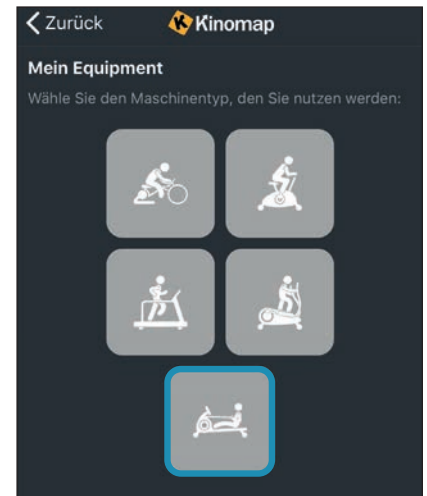 Zurück
Kinomap
Mein Equipment
Wähle Sie den Maschinentyp, den Sie nutzen werden: